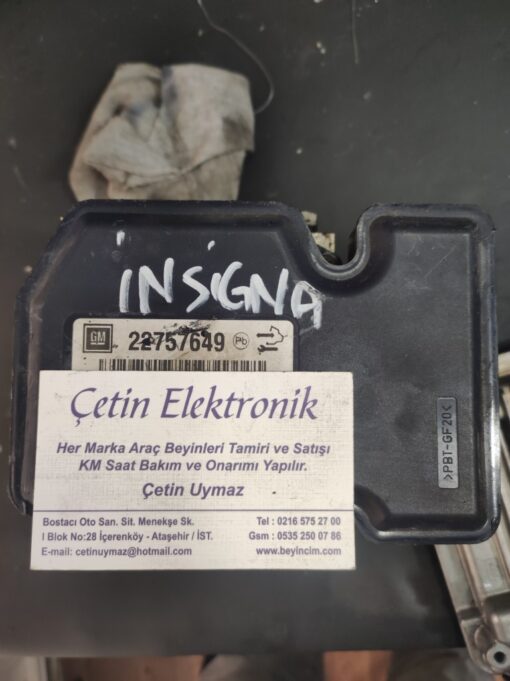 İNSİGNA
GM 22757649 Pb
>PBT-GF20<
Çetin Elektronik
Her Marka Araç Beyinleri Tamiri ve Satışı
KM Saat Bakım ve Onarımı Yapılır.
Çetin Uymaz
Bostacı Oto San. Sit. Menekşe Sk. Tel : 0216 575 27 00
I Blok No:28 İçerenköy - Ataşehir / İST. Gsm : 0535 250 07 86
E-mail: cetinuymaz@hotmail.com www.beyincim.com